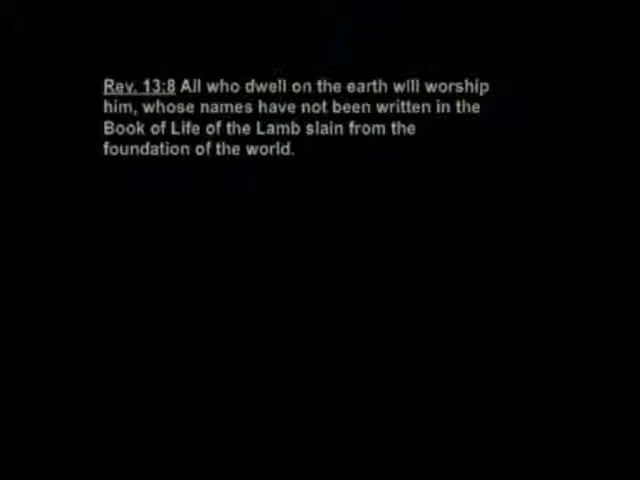 Rev. 13:8 All who dwell on the earth will worship
him, whose names have not been written in the
Book of Life of the Lamb slain from the
foundation of the world.